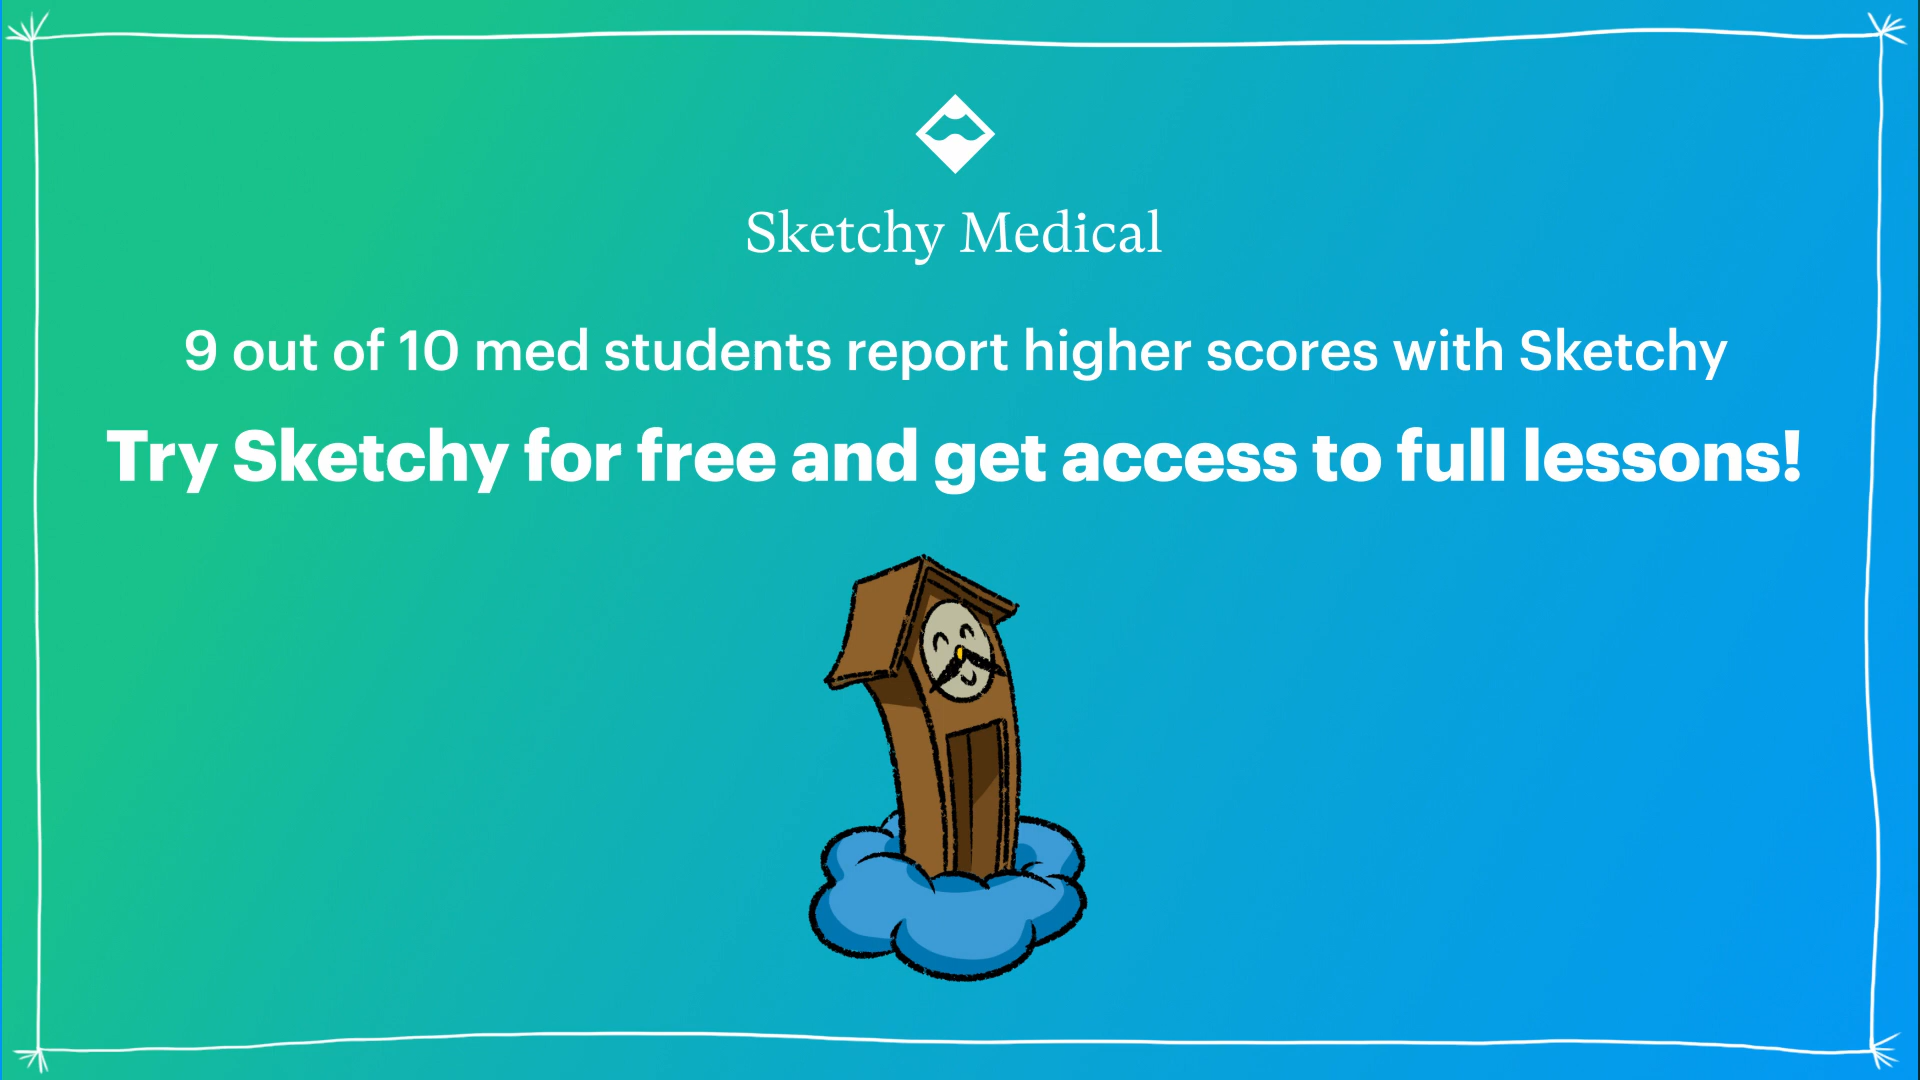 Sketchy Medical
9 out of 10 med students report higher scores with Sketchy
Try Sketchy for free and get access to full lessons!